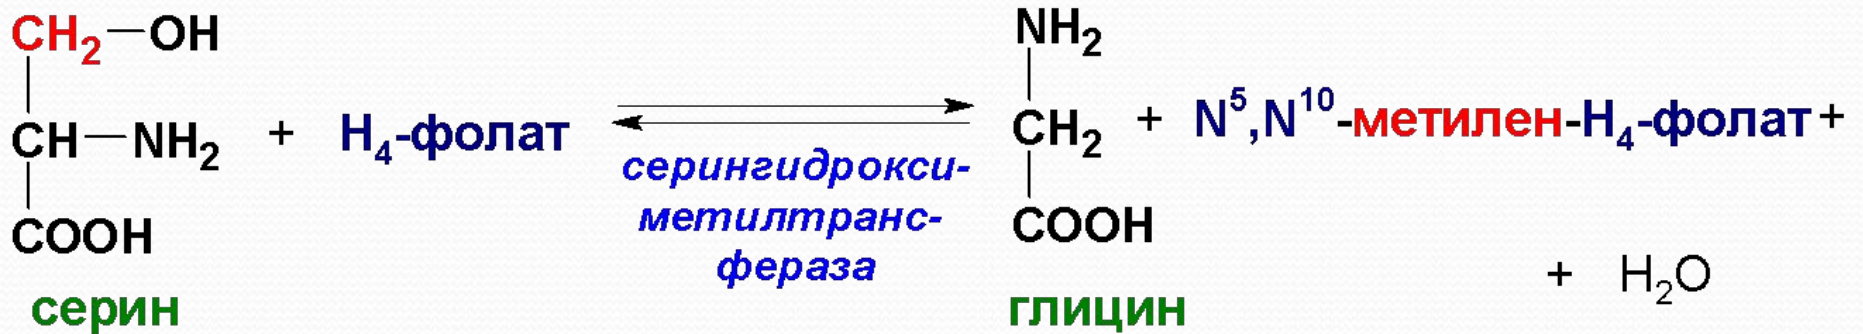 CH₂—OH
CH—NH₂ + H₄-фолат
COOH
серин
серингидрокси-
метилтранс-
фераза
NH₂
CH₂ + N⁵,N¹⁰-метилен-H₄-фолат +
COOH
глицин
+ H₂O